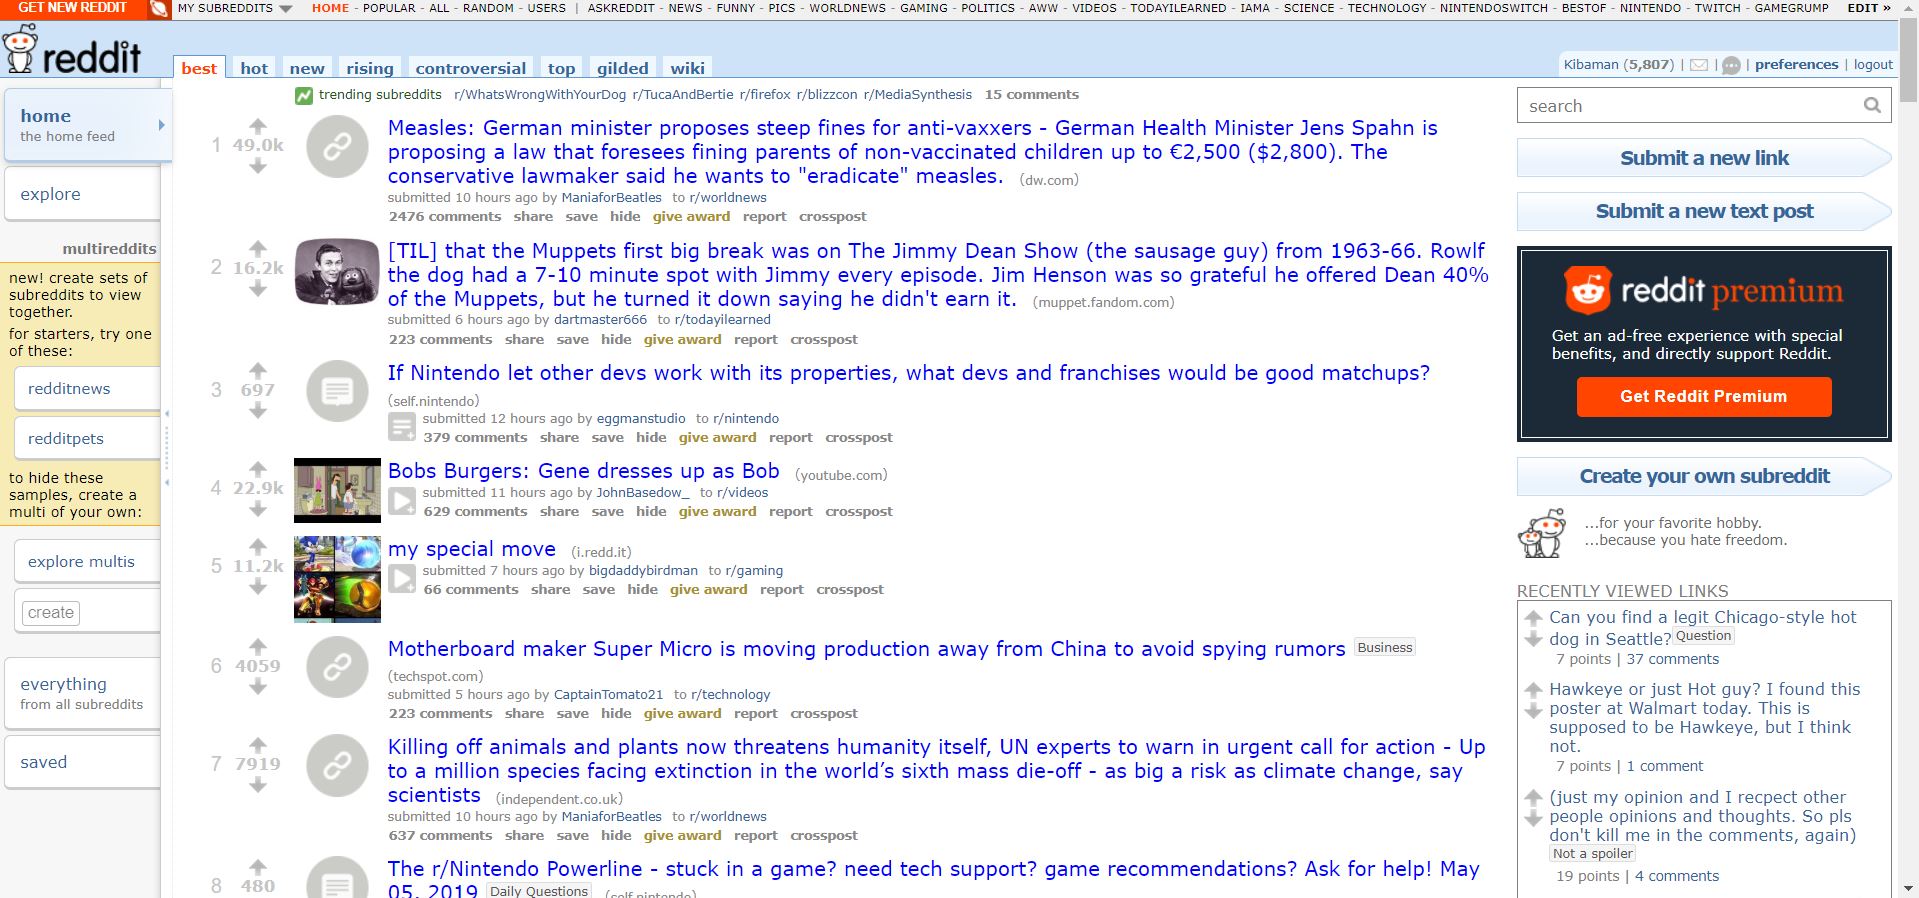 GET NEW REDDIT MY SUBREDDITS HOME - POPULAR - ALL - RANDOM - USERS | ASKREDDIT - NEWS - FUNNY - PICS - WORLDNEWS - GAMING - POLITICS - AWW - VIDEOS - TODAYILEARNED - IAMA - SCIENCE - TECHNOLOGY - NINTENDOSWITCH - BESTOF - NINTENDO - TWITCH - GAMEGRUMP EDIT »
reddit best hot new rising controversial top gilded wiki
Kibaman (5,807) | | | preferences | logout
home
the home feed
explore
multireddits
new! create sets of
subreddits to view
together.
for starters, try one
of these:
redditnews
redditpets
to hide these
samples, create a
multi of your own:
explore multis
create
everything
from all subreddits
saved
trending subreddits r/WhatsWrongWithYourDog r/TucaAndBertie r/firefox r/blizzcon r/MediaSynthesis 15 comments
1 49.0k
Measles: German minister proposes steep fines for anti-vaxxers - German Health Minister Jens Spahn is
proposing a law that foresees fining parents of non-vaccinated children up to €2,500 ($2,800). The
conservative lawmaker said he wants to "eradicate" measles. (dw.com)
submitted 10 hours ago by ManiaforBeatles to r/worldnews
2476 comments share save hide give award report crosspost
2 16.2k
[TIL] that the Muppets first big break was on The Jimmy Dean Show (the sausage guy) from 1963-66. Rowlf
the dog had a 7-10 minute spot with Jimmy every episode. Jim Henson was so grateful he offered Dean 40%
of the Muppets, but he turned it down saying he didn't earn it. (muppet.fandom.com)
submitted 6 hours ago by dartmaster666 to r/todayilearned
223 comments share save hide give award report crosspost
3 697
If Nintendo let other devs work with its properties, what devs and franchises would be good matchups?
(self.nintendo)
submitted 12 hours ago by eggmanstudio to r/nintendo
379 comments share save hide give award report crosspost
4 22.9k
Bobs Burgers: Gene dresses up as Bob (youtube.com)
submitted 11 hours ago by JohnBasedow_ to r/videos
629 comments share save hide give award report crosspost
5 11.2k
my special move (i.redd.it)
submitted 7 hours ago by bigdaddybirdman to r/gaming
66 comments share save hide give award report crosspost
6 4059
Motherboard maker Super Micro is moving production away from China to avoid spying rumors Business
(techspot.com)
submitted 5 hours ago by CaptainTomato21 to r/technology
223 comments share save hide give award report crosspost
7 7919
Killing off animals and plants now threatens humanity itself, UN experts to warn in urgent call for action - Up
to a million species facing extinction in the world’s sixth mass die-off - as big a risk as climate change, say
scientists (independent.co.uk)
submitted 10 hours ago by ManiaforBeatles to r/worldnews
637 comments share save hide give award report crosspost
8 480
The r/Nintendo Powerline - stuck in a game? need tech support? game recommendations? Ask for help! May
05, 2019 Daily Questions (self.nintendo)
search
Submit a new link
Submit a new text post
reddit premium
Get an ad-free experience with special
benefits, and directly support Reddit.
Get Reddit Premium
Create your own subreddit
...for your favorite hobby.
...because you hate freedom.
RECENTLY VIEWED LINKS
Can you find a legit Chicago-style hot
dog in Seattle? Question
7 points | 37 comments
Hawkeye or just Hot guy? I found this
poster at Walmart today. This is
supposed to be Hawkeye, but I think
not.
7 points | 1 comment
(just my opinion and I recpect other
people opinions and thoughts. So pls
don't kill me in the comments, again)
Not a spoiler
19 points | 4 comments